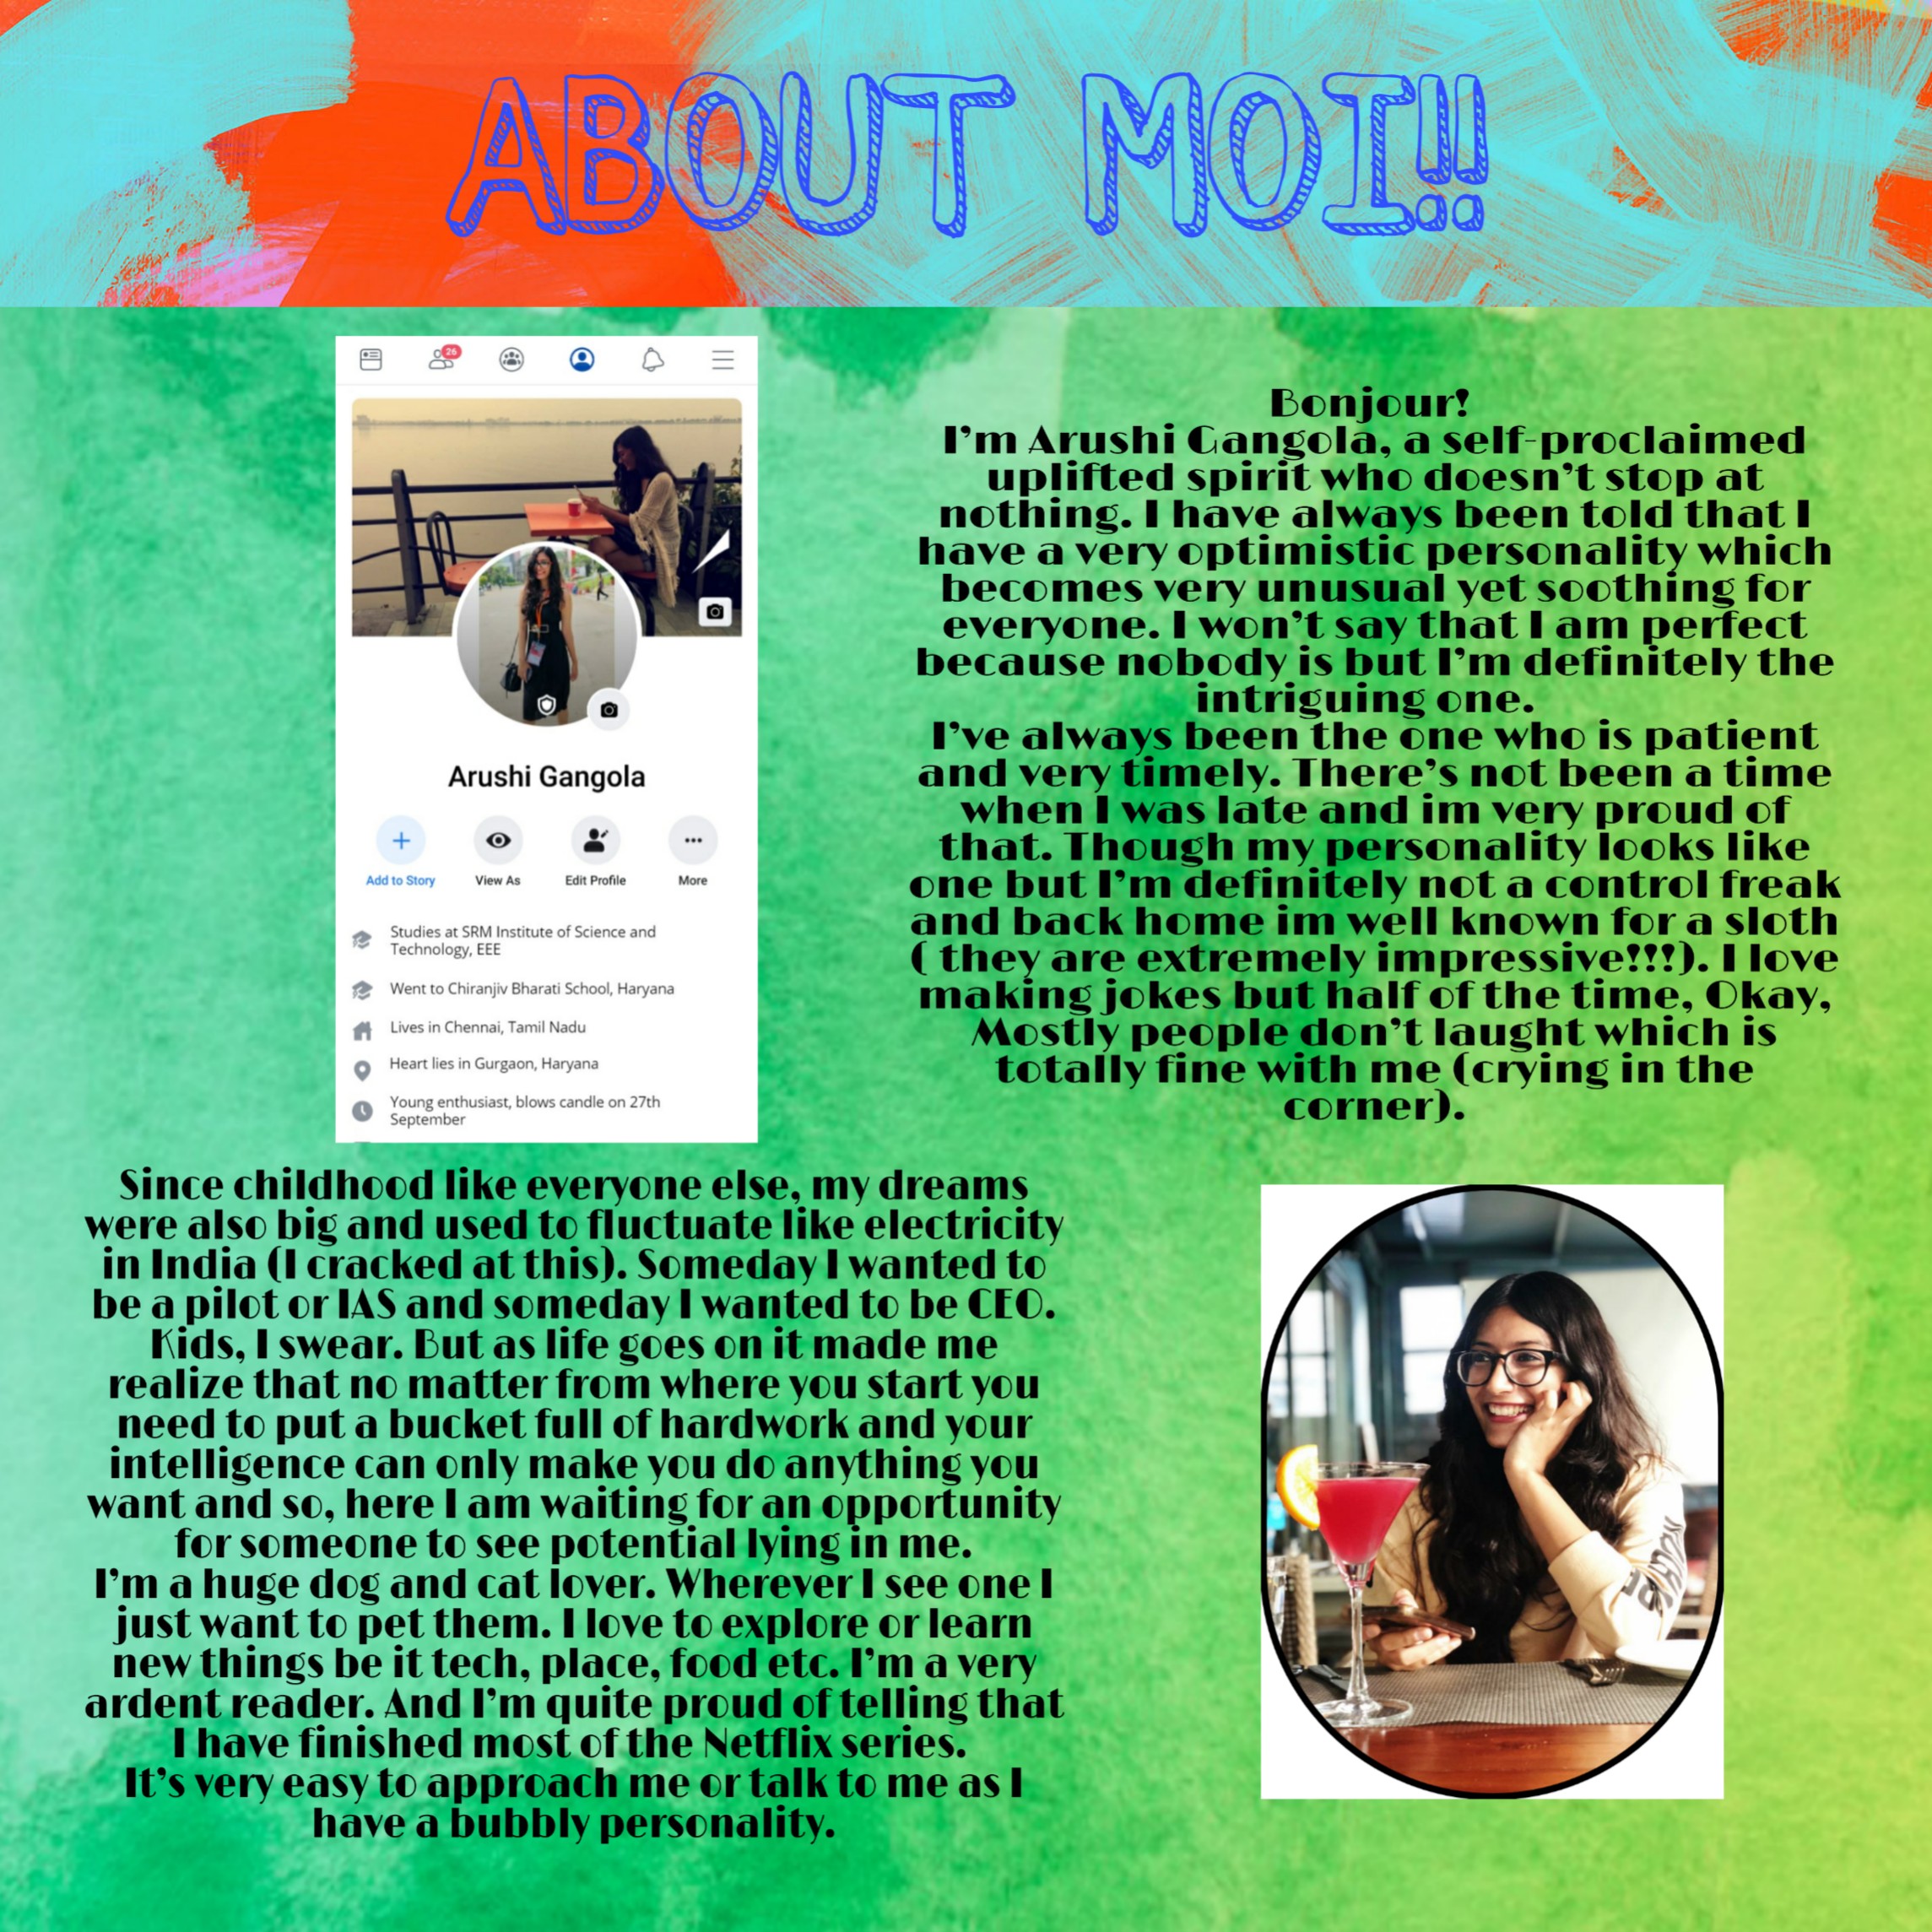 ABOUT MOI!!
26
Arushi Gangola
Add to Story
View As
Edit Profile
More
Studies at SRM Institute of Science and
Technology, EEE
Went to Chiranjiv Bharati School, Haryana
Lives in Chennai, Tamil Nadu
Heart lies in Gurgaon, Haryana
Young enthusiast, blows candle on 27th
September
Bonjour!
I'm Arushi Gangola, a self-proclaimed
uplifted spirit who doesn't stop at
nothing. I have always been told that I
have a very optimistic personality which
becomes very unusual yet soothing for
everyone. I won't say that I am perfect
because nobody is but I'm definitely the
intriguing one.
I've always been the one who is patient
and very timely. There's not been a time
when I was late and im very proud of
that. Though my personality looks like
one but I'm definitely not a control freak
and back home im well known for a sloth
( they are extremely impressive!!!). I love
making jokes but half of the time, Okay,
Mostly people don't laught which is
totally fine with me (crying in the
corner).
Since childhood like everyone else, my dreams
were also big and used to fluctuate like electricity
in India (I cracked at this). Someday I wanted to
be a pilot or IAS and someday I wanted to be CEO.
Kids, I swear. But as life goes on it made me
realize that no matter from where you start you
need to put a bucket full of hardwork and your
intelligence can only make you do anything you
want and so, here I am waiting for an opportunity
for someone to see potential lying in me.
I'm a huge dog and cat lover. Wherever I see one I
just want to pet them. I love to explore or learn
new things be it tech, place, food etc. I'm a very
ardent reader. And I'm quite proud of telling that
I have finished most of the Netflix series.
It's very easy to approach me or talk to me as I
have a bubbly personality.